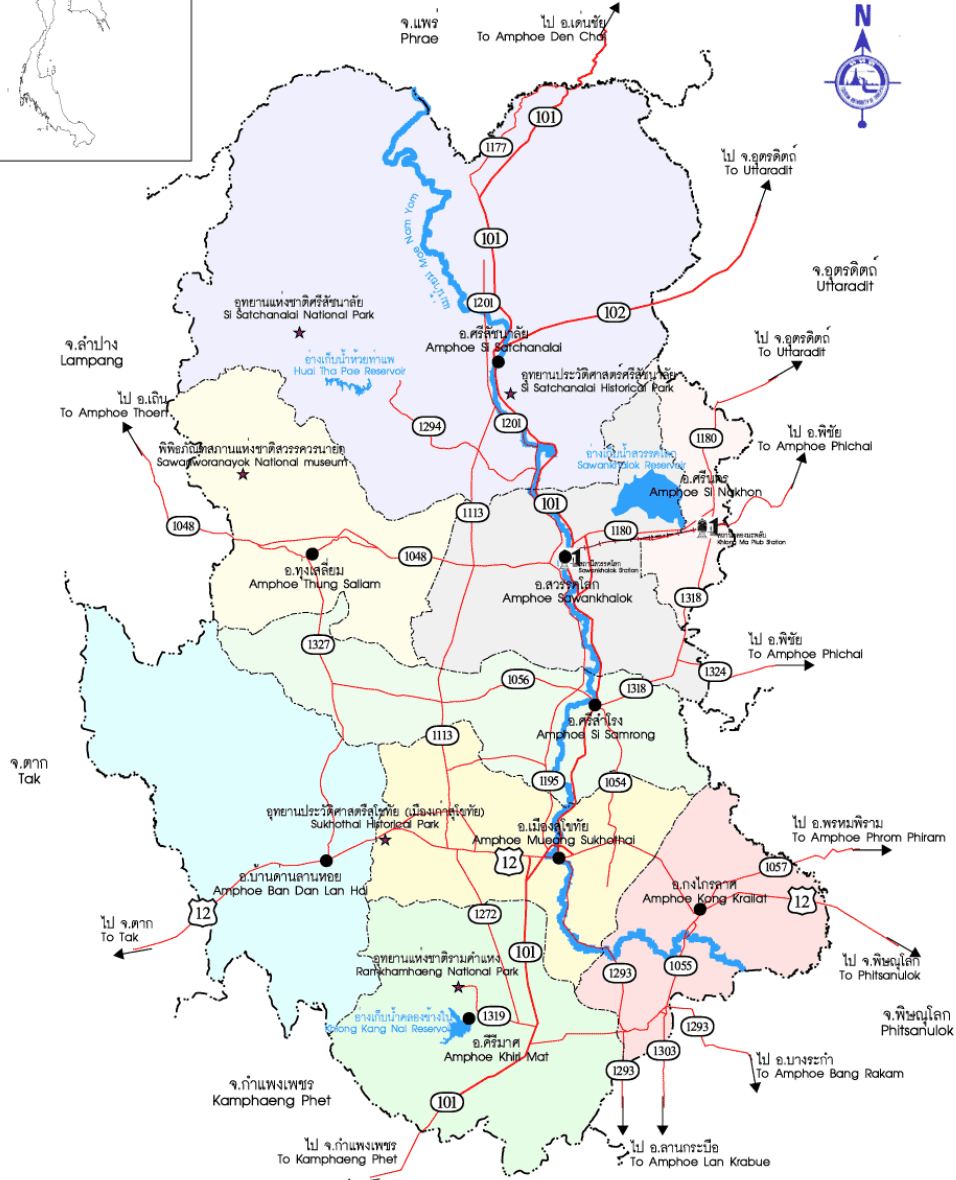 N
จ.แพร่
Phrae
ไป อ.เด่นชัย
To Amphoe Den Chai
101
1177
ไป จ.อุตรดิตถ์
To Uttaradit
แม่น้ำยม Mae Nam Yom
101
จ.อุตรดิตถ์
Uttaradit
อุทยานแห่งชาติศรีสัชนาลัย
Si Satchanalai National Park
1201
102
จ.ลำปาง
Lampang
อ.ศรีสัชนาลัย
Amphoe Si Satchanalai
ไป จ.อุตรดิตถ์
To Uttaradit
อ่างเก็บน้ำห้วยท่าแพ
Huai Tha Pae Reservoir
อุทยานประวัติศาสตร์ศรีสัชนาลัย
Si Satchanalai Historical Park
ไป อ.เถิน
To Amphoe Thoen
1294
1201
1180
ไป อ.พิชัย
To Amphoe Phichai
พิพิธภัณฑสถานแห่งชาติสวรรควรนายก
Sawanworanayok National museum
อ่างเก็บน้ำสวรรคโลก
Sawankhalok Reservoir
อ.ศรีนคร
Amphoe Si Nakhon
1048
1113
101
1180
1
Khlong Ma Plub Station
1048
อ.ทุ่งเสลี่ยม
Amphoe Thung Saliam
1
สถานีสวรรคโลก
Sawankhalok Station
อ.สวรรคโลก
Amphoe Sawankhalok
1318
1327
ไป อ.พิชัย
To Amphoe Phichai
1324
1056
1318
อ.ศรีสำโรง
Amphoe Si Samrong
1113
จ.ตาก
Tak
1195
1054
อุทยานประวัติศาสตร์สุโขทัย (เมืองเก่าสุโขทัย)
Sukhothai Historical Park
อ.เมืองสุโขทัย
Amphoe Mueang Sukhothai
ไป อ.พรหมพิราม
To Amphoe Phrom Phiram
12
1057
อ.บ้านด่านลานหอย
Amphoe Ban Dan Lan Hoi
อ.กงไกรลาศ
Amphoe Kong Krailat
12
12
1272
ไป จ.ตาก
To Tak
101
อุทยานแห่งชาติรามคำแหง
Ramkhamhaeng National Park
1293
1055
ไป จ.พิษณุโลก
To Phitsanulok
อ่างเก็บน้ำคลองข้างใน
Khlong Kang Nai Reservoir
1319
จ.พิษณุโลก
Phitsanulok
อ.คีรีมาศ
Amphoe Khiri Mat
1293
1303
1293
ไป อ.บางระกำ
To Amphoe Bang Rakam
จ.กำแพงเพชร
Kamphaeng Phet
101
ไป จ.กำแพงเพชร
To Kamphaeng Phet
ไป อ.ลานกระบือ
To Amphoe Lan Krabue